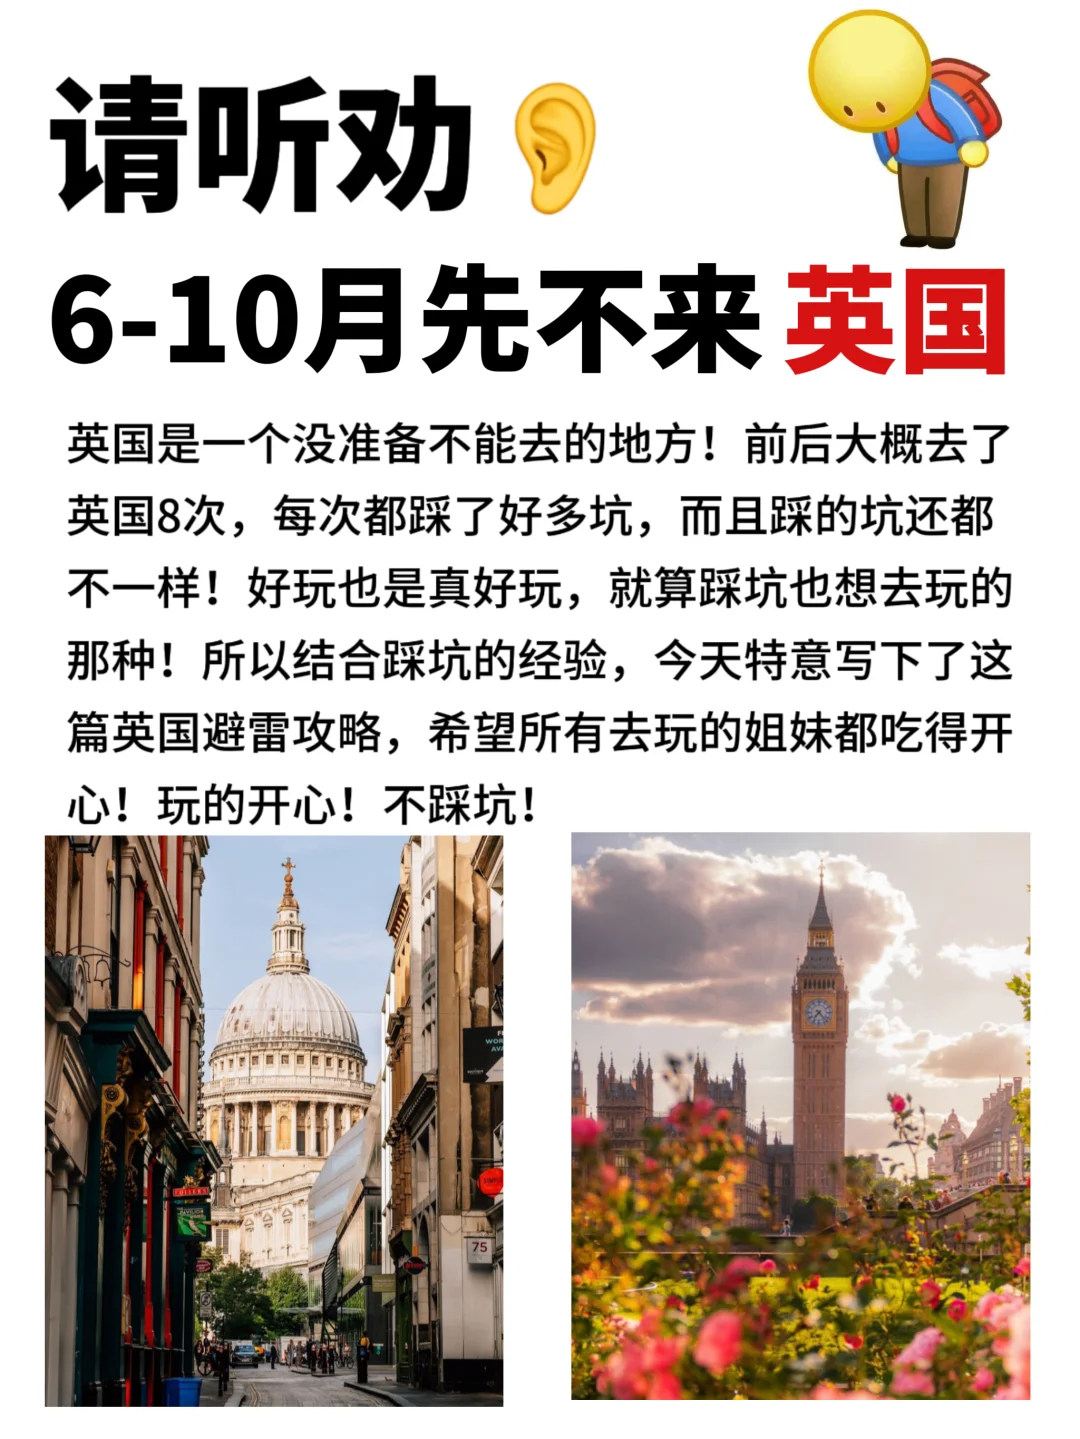 请听劝
6-10月先不来英国
英国是一个没准备不能去的地方！前后大概去了
英国8次，每次都踩了好多坑，而且踩的坑还都
不一样！好玩也是真好玩，就算踩坑也想去玩的
那种！所以结合踩坑的经验，今天特意写下了这
篇英国避雷攻略，希望所有去玩的姐妹都吃得开
心！玩的开心！不踩坑！
FULLERS
75